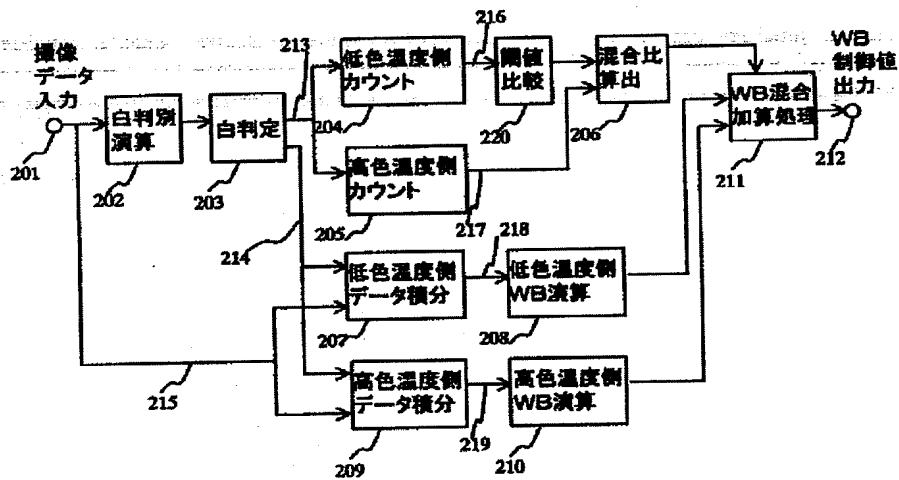 撮像
データ
入力
201
白判別
演算
202
白判定
203
213
214
215
低色温度側
カウント
204
216
閾値
比較
220
混合比
算出
206
高色温度側
カウント
205
217
低色温度側
データ積分
207
218
低色温度側
WB演算
208
高色温度側
データ積分
209
219
高色温度側
WB演算
210
WB混合
加算処理
211
WB
制御値
出力
212